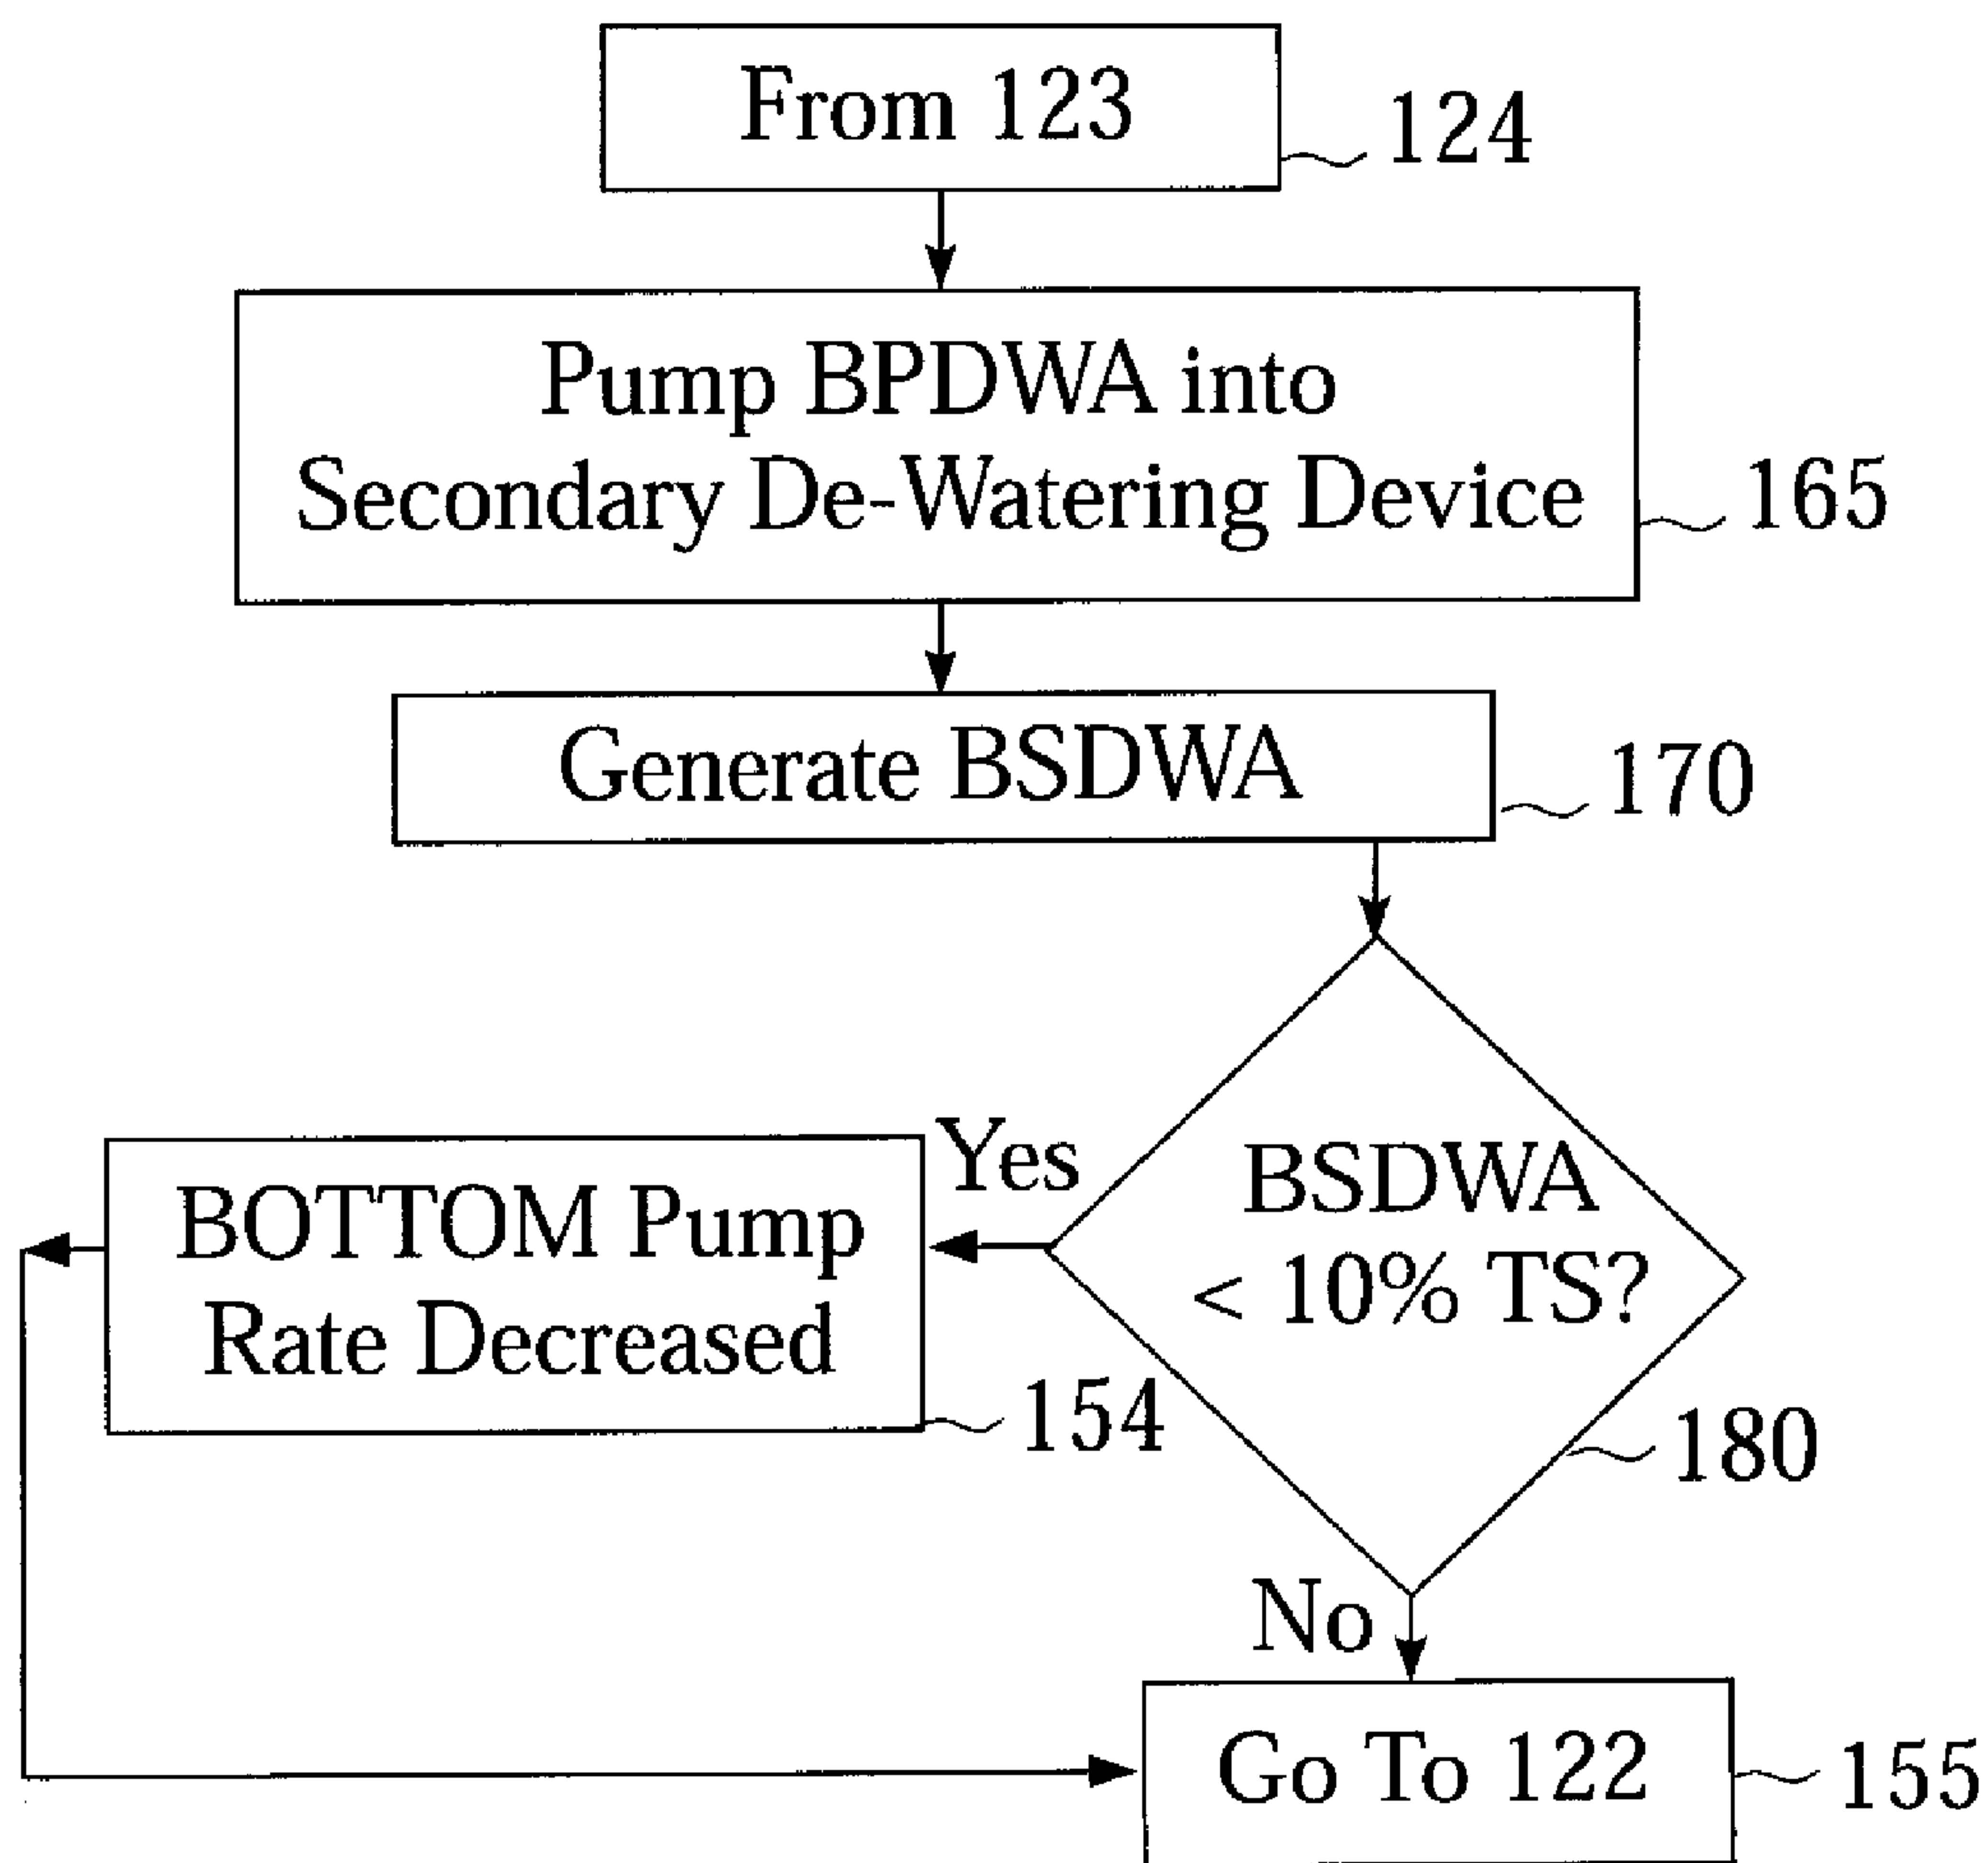 From 123
124
Pump BPDWA into
Secondary De-Watering Device
165
Generate BSDWA
170
Yes
BSDWA
< 10% TS?
BOTTOM Pump
Rate Decreased
154
180
No
Go To 122
155